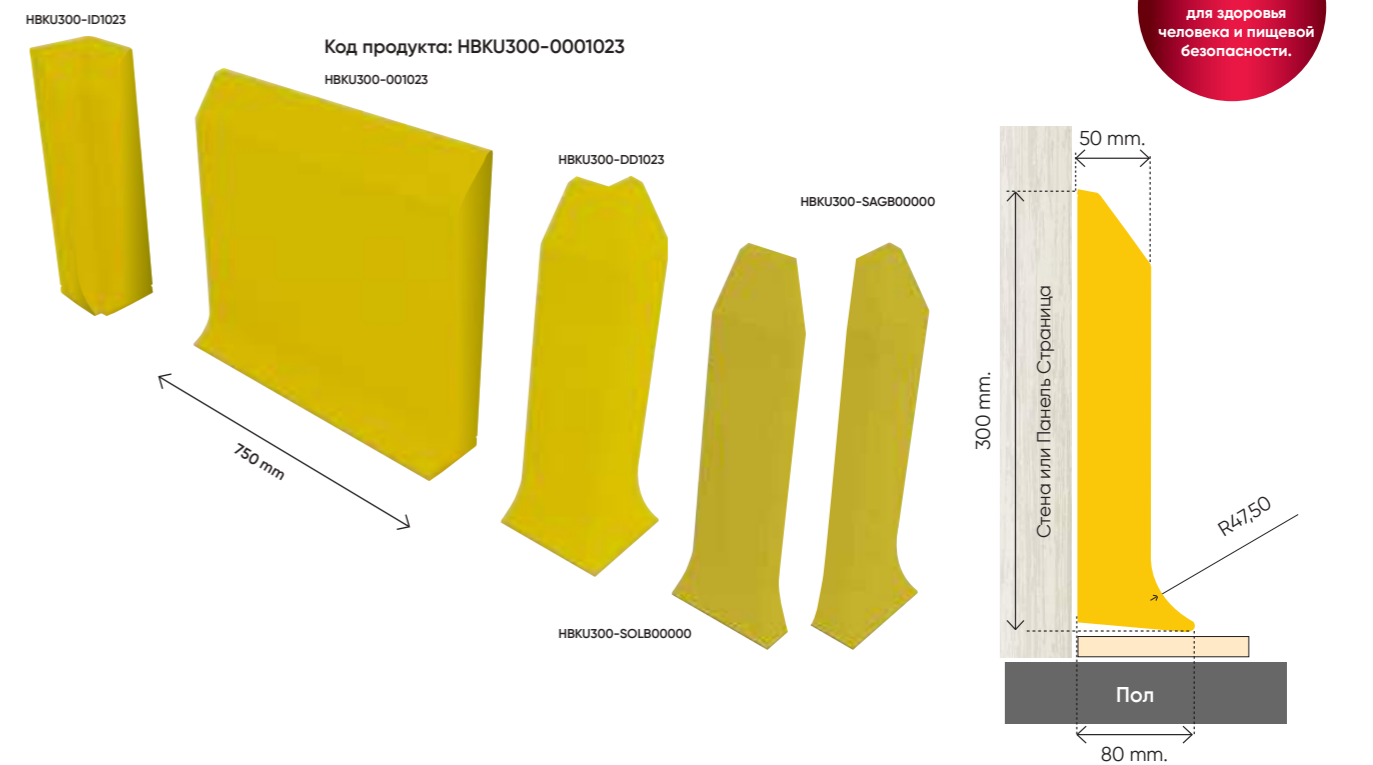 HBKU300-ID1023
для здоровья
человека и пищевой
безопасности.
Код продукта: HBKU300-0001023
HBKU300-001023
HBKU300-DD1023
HBKU300-SAGB00000
HBKU300-SOLB00000
750 mm
50 mm.
300 mm.
Стена или Панель Страница
R47,50
Пол
80 mm.